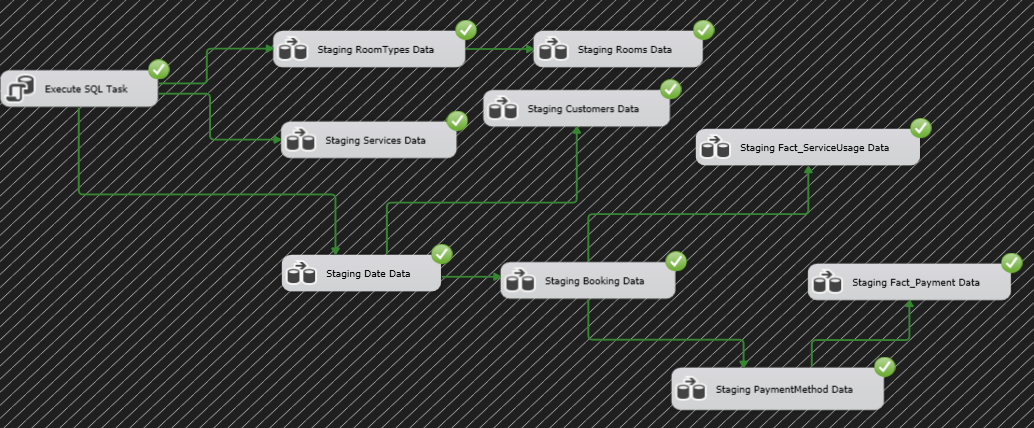 Staging RoomTypes Data
Staging Rooms Data
Execute SQL Task
Staging Customers Data
Staging Services Data
Staging Fact_ServiceUsage Data
Staging Date Data
Staging Booking Data
Staging Fact_Payment Data
Staging PaymentMethod Data